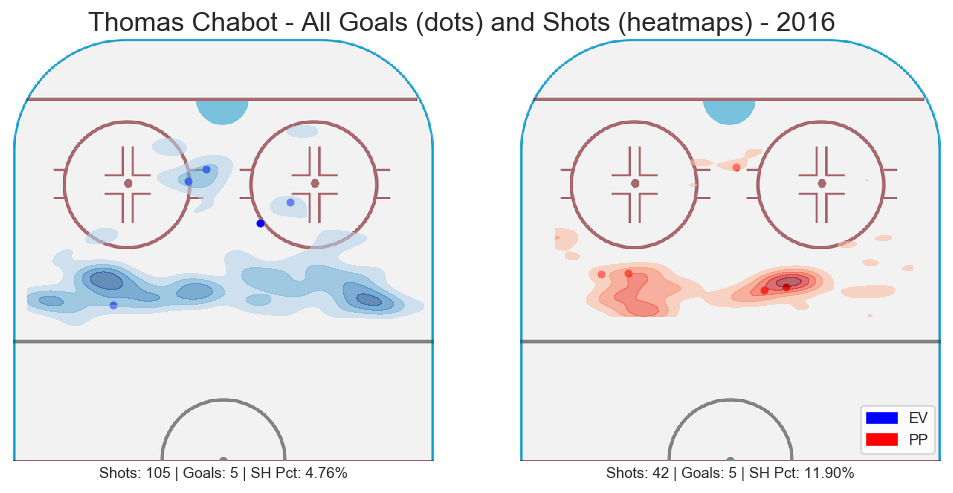 Thomas Chabot - All Goals (dots) and Shots (heatmaps) - 2016
EV
PP
Shots: 105 | Goals: 5 | SH Pct: 4.76%
Shots: 42 | Goals: 5 | SH Pct: 11.90%